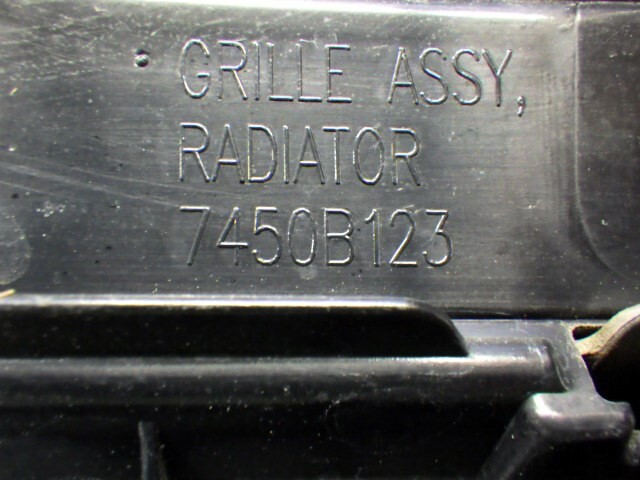 GRILLE ASSY,
RADIATOR
7450B123